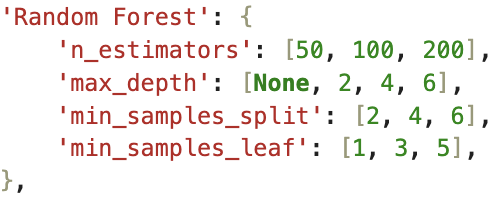 'Random Forest': {
    'n_estimators': [50, 100, 200],
    'max_depth': [None, 2, 4, 6],
    'min_samples_split': [2, 4, 6],
    'min_samples_leaf': [1, 3, 5],
},